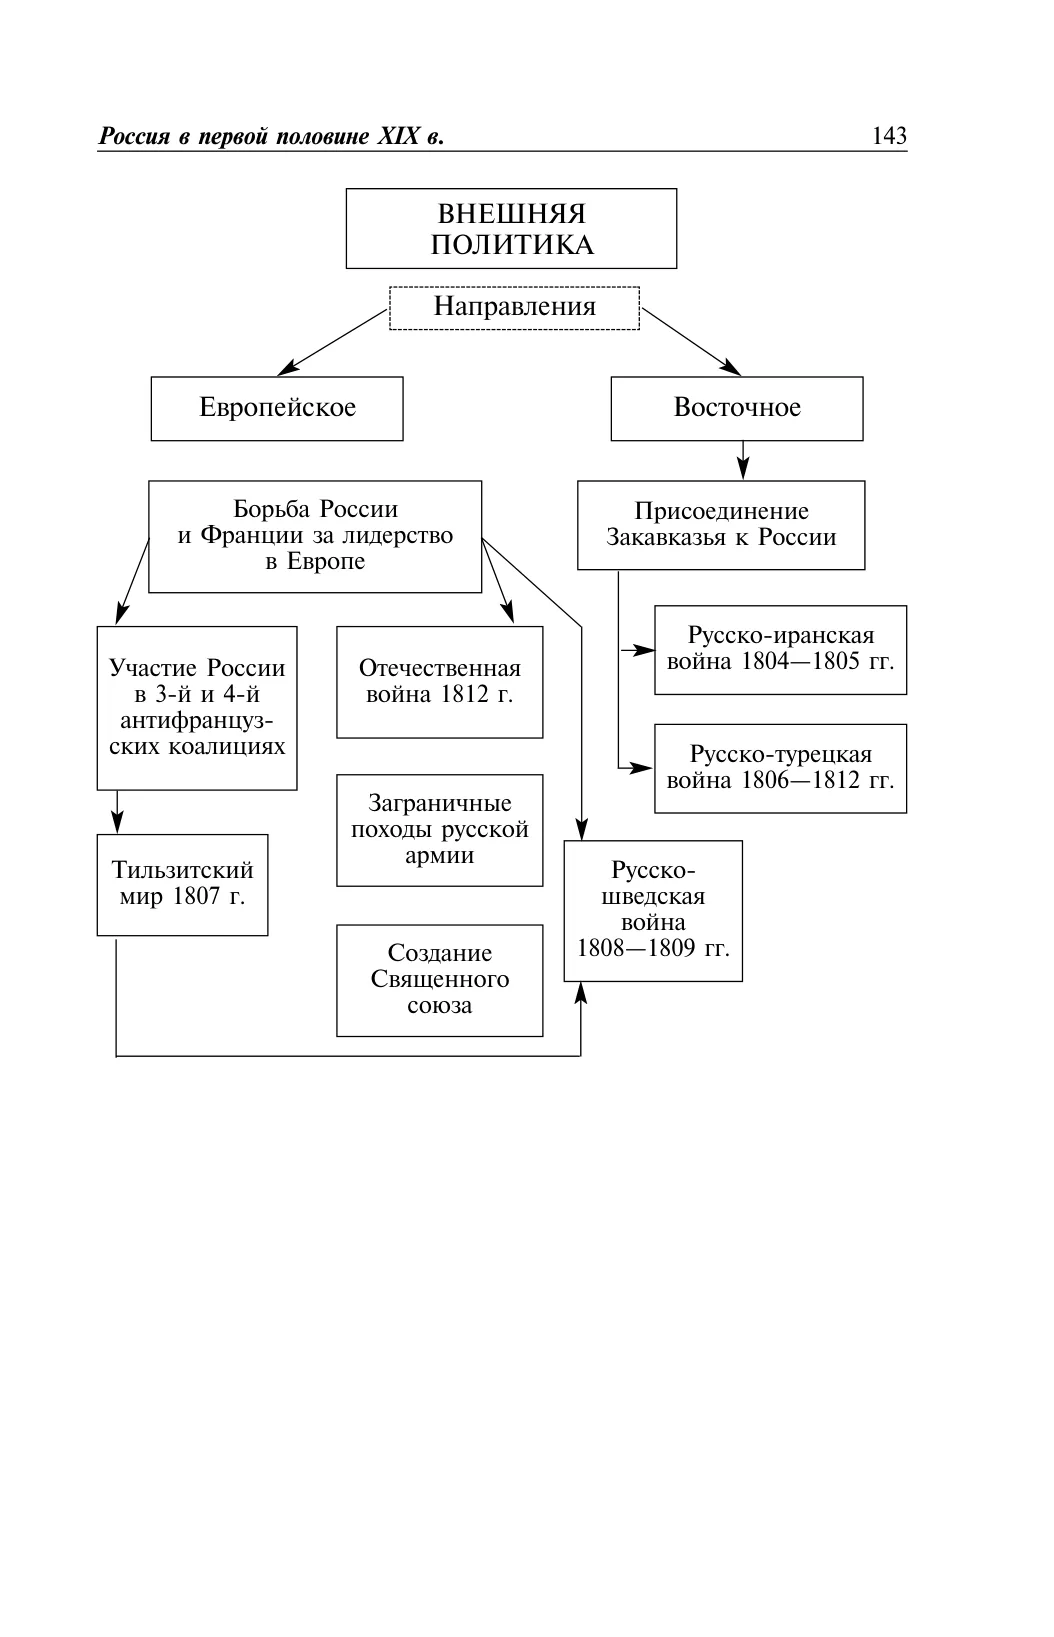 Россия в первой половине XIX в. 143
ВНЕШНЯЯ
ПОЛИТИКА
Направления
Европейское
Восточное
Борьба России
и Франции за лидерство
в Европе
Присоединение
Закавказья к России
Участие России
в 3-й и 4-й
антифранцуз-
ских коалициях
Отечественная
война 1812 г.
Русско-иранская
война 1804—1805 гг.
Русско-турецкая
война 1806—1812 гг.
Заграничные
походы русской
армии
Тильзитский
мир 1807 г.
Русско-
шведская
война
1808—1809 гг.
Создание
Священного
союза